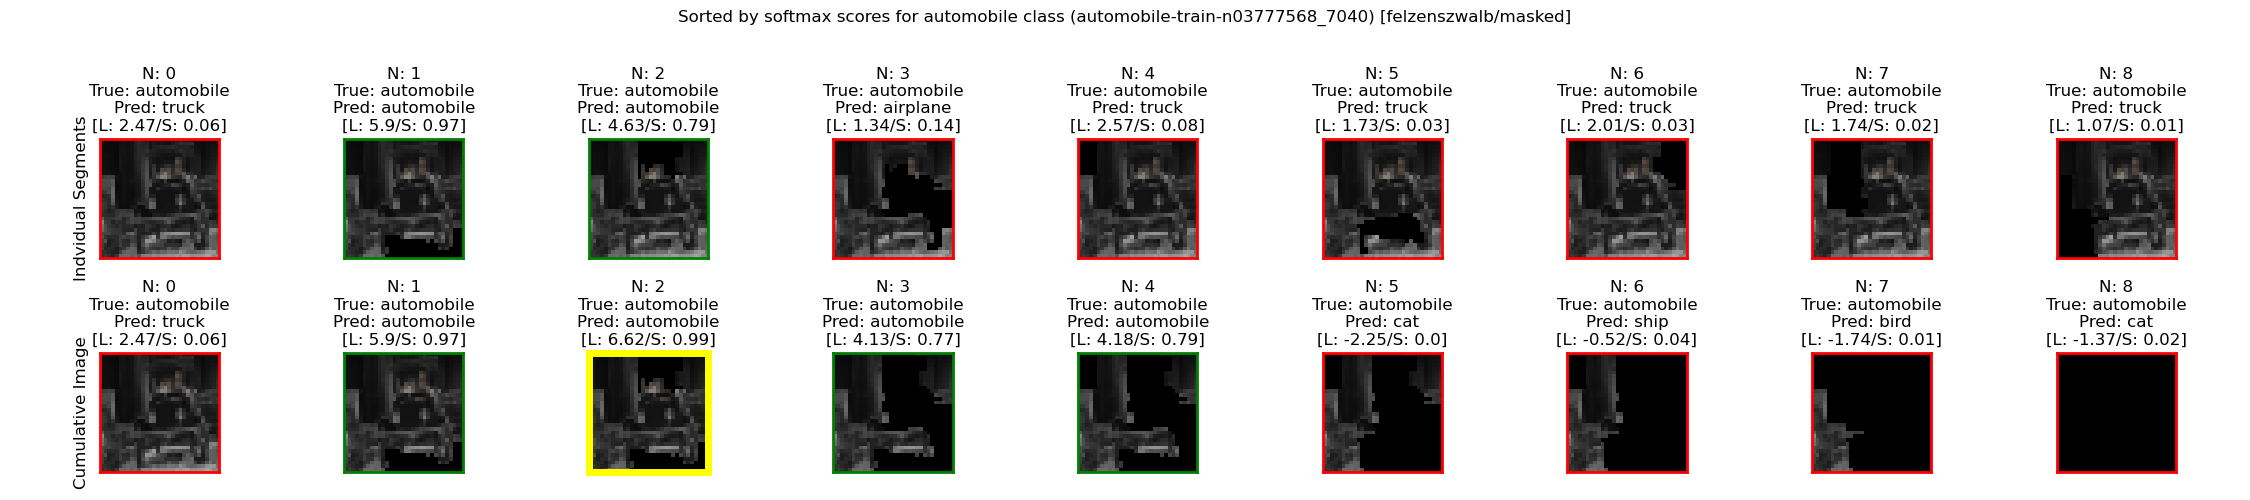 Sorted by softmax scores for automobile class (automobile-train-n03777568_7040) [felzenszwalb/masked]
Indvidual Segments
N: 0
True: automobile
Pred: truck
[L: 2.47/S: 0.06]
N: 1
True: automobile
Pred: automobile
[L: 5.9/S: 0.97]
N: 2
True: automobile
Pred: automobile
[L: 4.63/S: 0.79]
N: 3
True: automobile
Pred: airplane
[L: 1.34/S: 0.14]
N: 4
True: automobile
Pred: truck
[L: 2.57/S: 0.08]
N: 5
True: automobile
Pred: truck
[L: 1.73/S: 0.03]
N: 6
True: automobile
Pred: truck
[L: 2.01/S: 0.03]
N: 7
True: automobile
Pred: truck
[L: 1.74/S: 0.02]
N: 8
True: automobile
Pred: truck
[L: 1.07/S: 0.01]
Cumulative Image
N: 0
True: automobile
Pred: truck
[L: 2.47/S: 0.06]
N: 1
True: automobile
Pred: automobile
[L: 5.9/S: 0.97]
N: 2
True: automobile
Pred: automobile
[L: 6.62/S: 0.99]
N: 3
True: automobile
Pred: automobile
[L: 4.13/S: 0.77]
N: 4
True: automobile
Pred: automobile
[L: 4.18/S: 0.79]
N: 5
True: automobile
Pred: cat
[L: -2.25/S: 0.0]
N: 6
True: automobile
Pred: ship
[L: -0.52/S: 0.04]
N: 7
True: automobile
Pred: bird
[L: -1.74/S: 0.01]
N: 8
True: automobile
Pred: cat
[L: -1.37/S: 0.02]